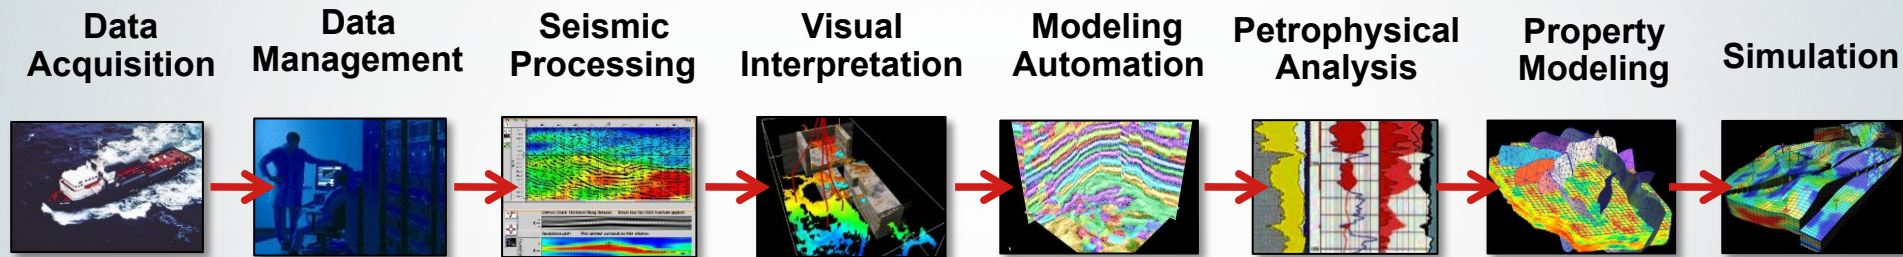 Data
Acquisition
Data
Management
Seismic
Processing
Visual
Interpretation
Modeling
Automation
Petrophysical
Analysis
Property
Modeling
Simulation